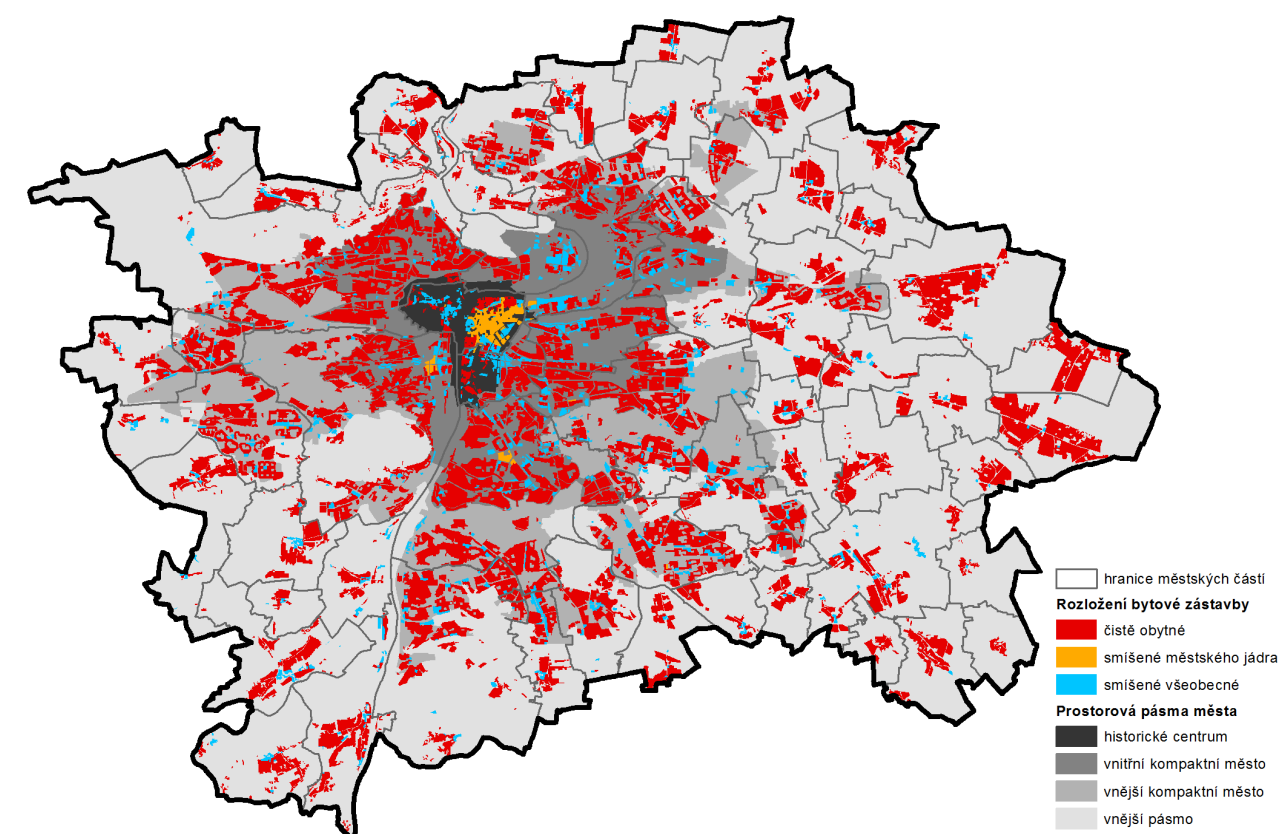 hranice městských částí
Rozložení bytové zástavby
čistě obytné
smíšené městského jádra
smíšené všeobecné
Prostorová pásma města
historické centrum
vnitřní kompaktní město
vnější kompaktní město
vnější pásmo